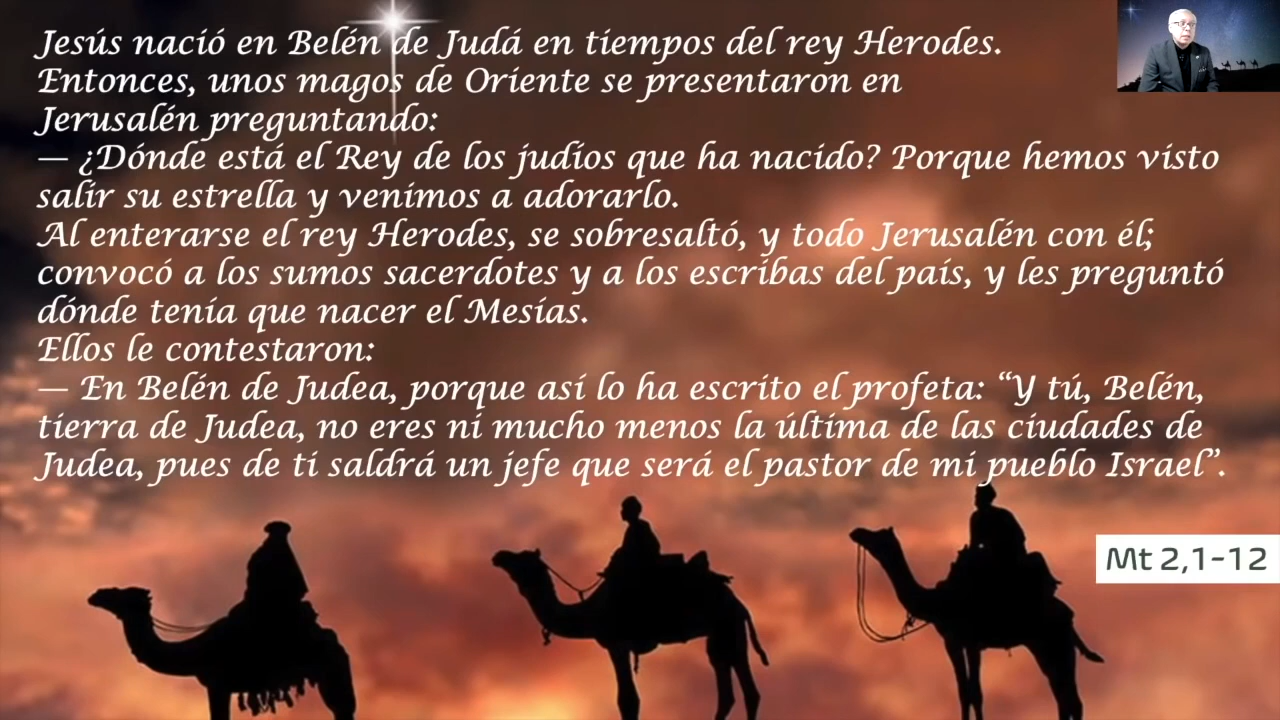 Jesús nació en Belén de Judá en tiempos del rey Herodes.
Entonces, unos magos de Oriente se presentaron en
Jerusalén preguntando:
— ¿Dónde está el Rey de los judíos que ha nacido? Porque hemos visto
salir su estrella y venimos a adorarlo.
Al enterarse el rey Herodes, se sobresaltó, y todo Jerusalén con él;
convocó a los sumos sacerdotes y a los escribas del país, y les preguntó
dónde tenía que nacer el Mesías.
Ellos le contestaron:
— En Belén de Judea, porque así lo ha escrito el profeta: “Y tú, Belén,
tierra de Judea, no eres ni mucho menos la última de las ciudades de
Judea, pues de ti saldrá un jefe que será el pastor de mi pueblo Israel”.
Mt 2,1-12